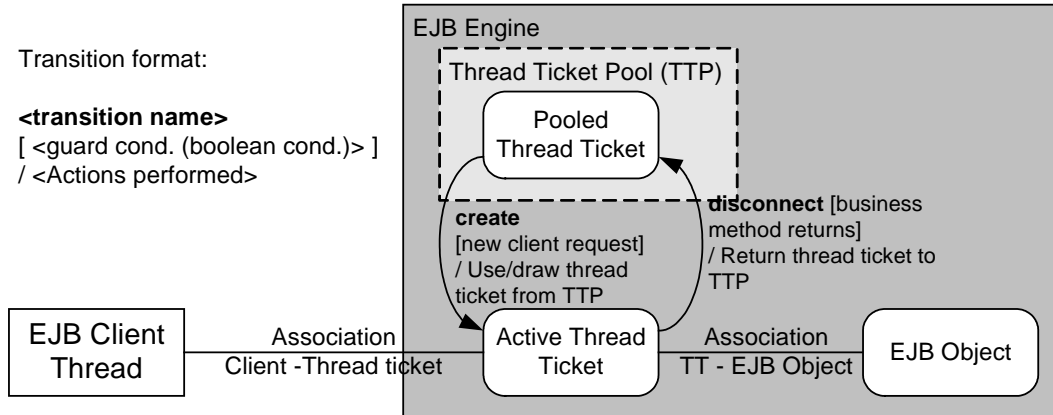 EJB Engine
Transition format:
<transition name>
[ <guard cond. (boolean cond.)> ]
/ <Actions performed>
Thread Ticket Pool (TTP)
Pooled
Thread Ticket
create
[new client request]
/ Use/draw thread
ticket from TTP
disconnect [business
method returns]
/ Return thread ticket to
TTP
EJB Client
Thread
Association
Client -Thread ticket
Active Thread
Ticket
Association
TT - EJB Object
EJB Object